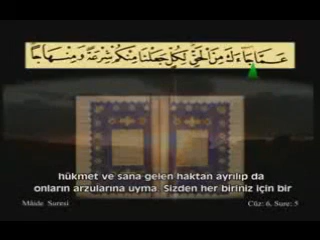 عَمَّا جَاءَكَ مِنَ الْحَقِّ لِكُلٍّ جَعَلْنَا مِنْكُمْ شِرْعَةً وَمِنْهَاجًا
hükmet ve sana gelen haktan ayrılıp da
onların arzularına uyma. Sizden her biriniz için bir
Mâide Suresi
Cüz: 6, Sure: 5